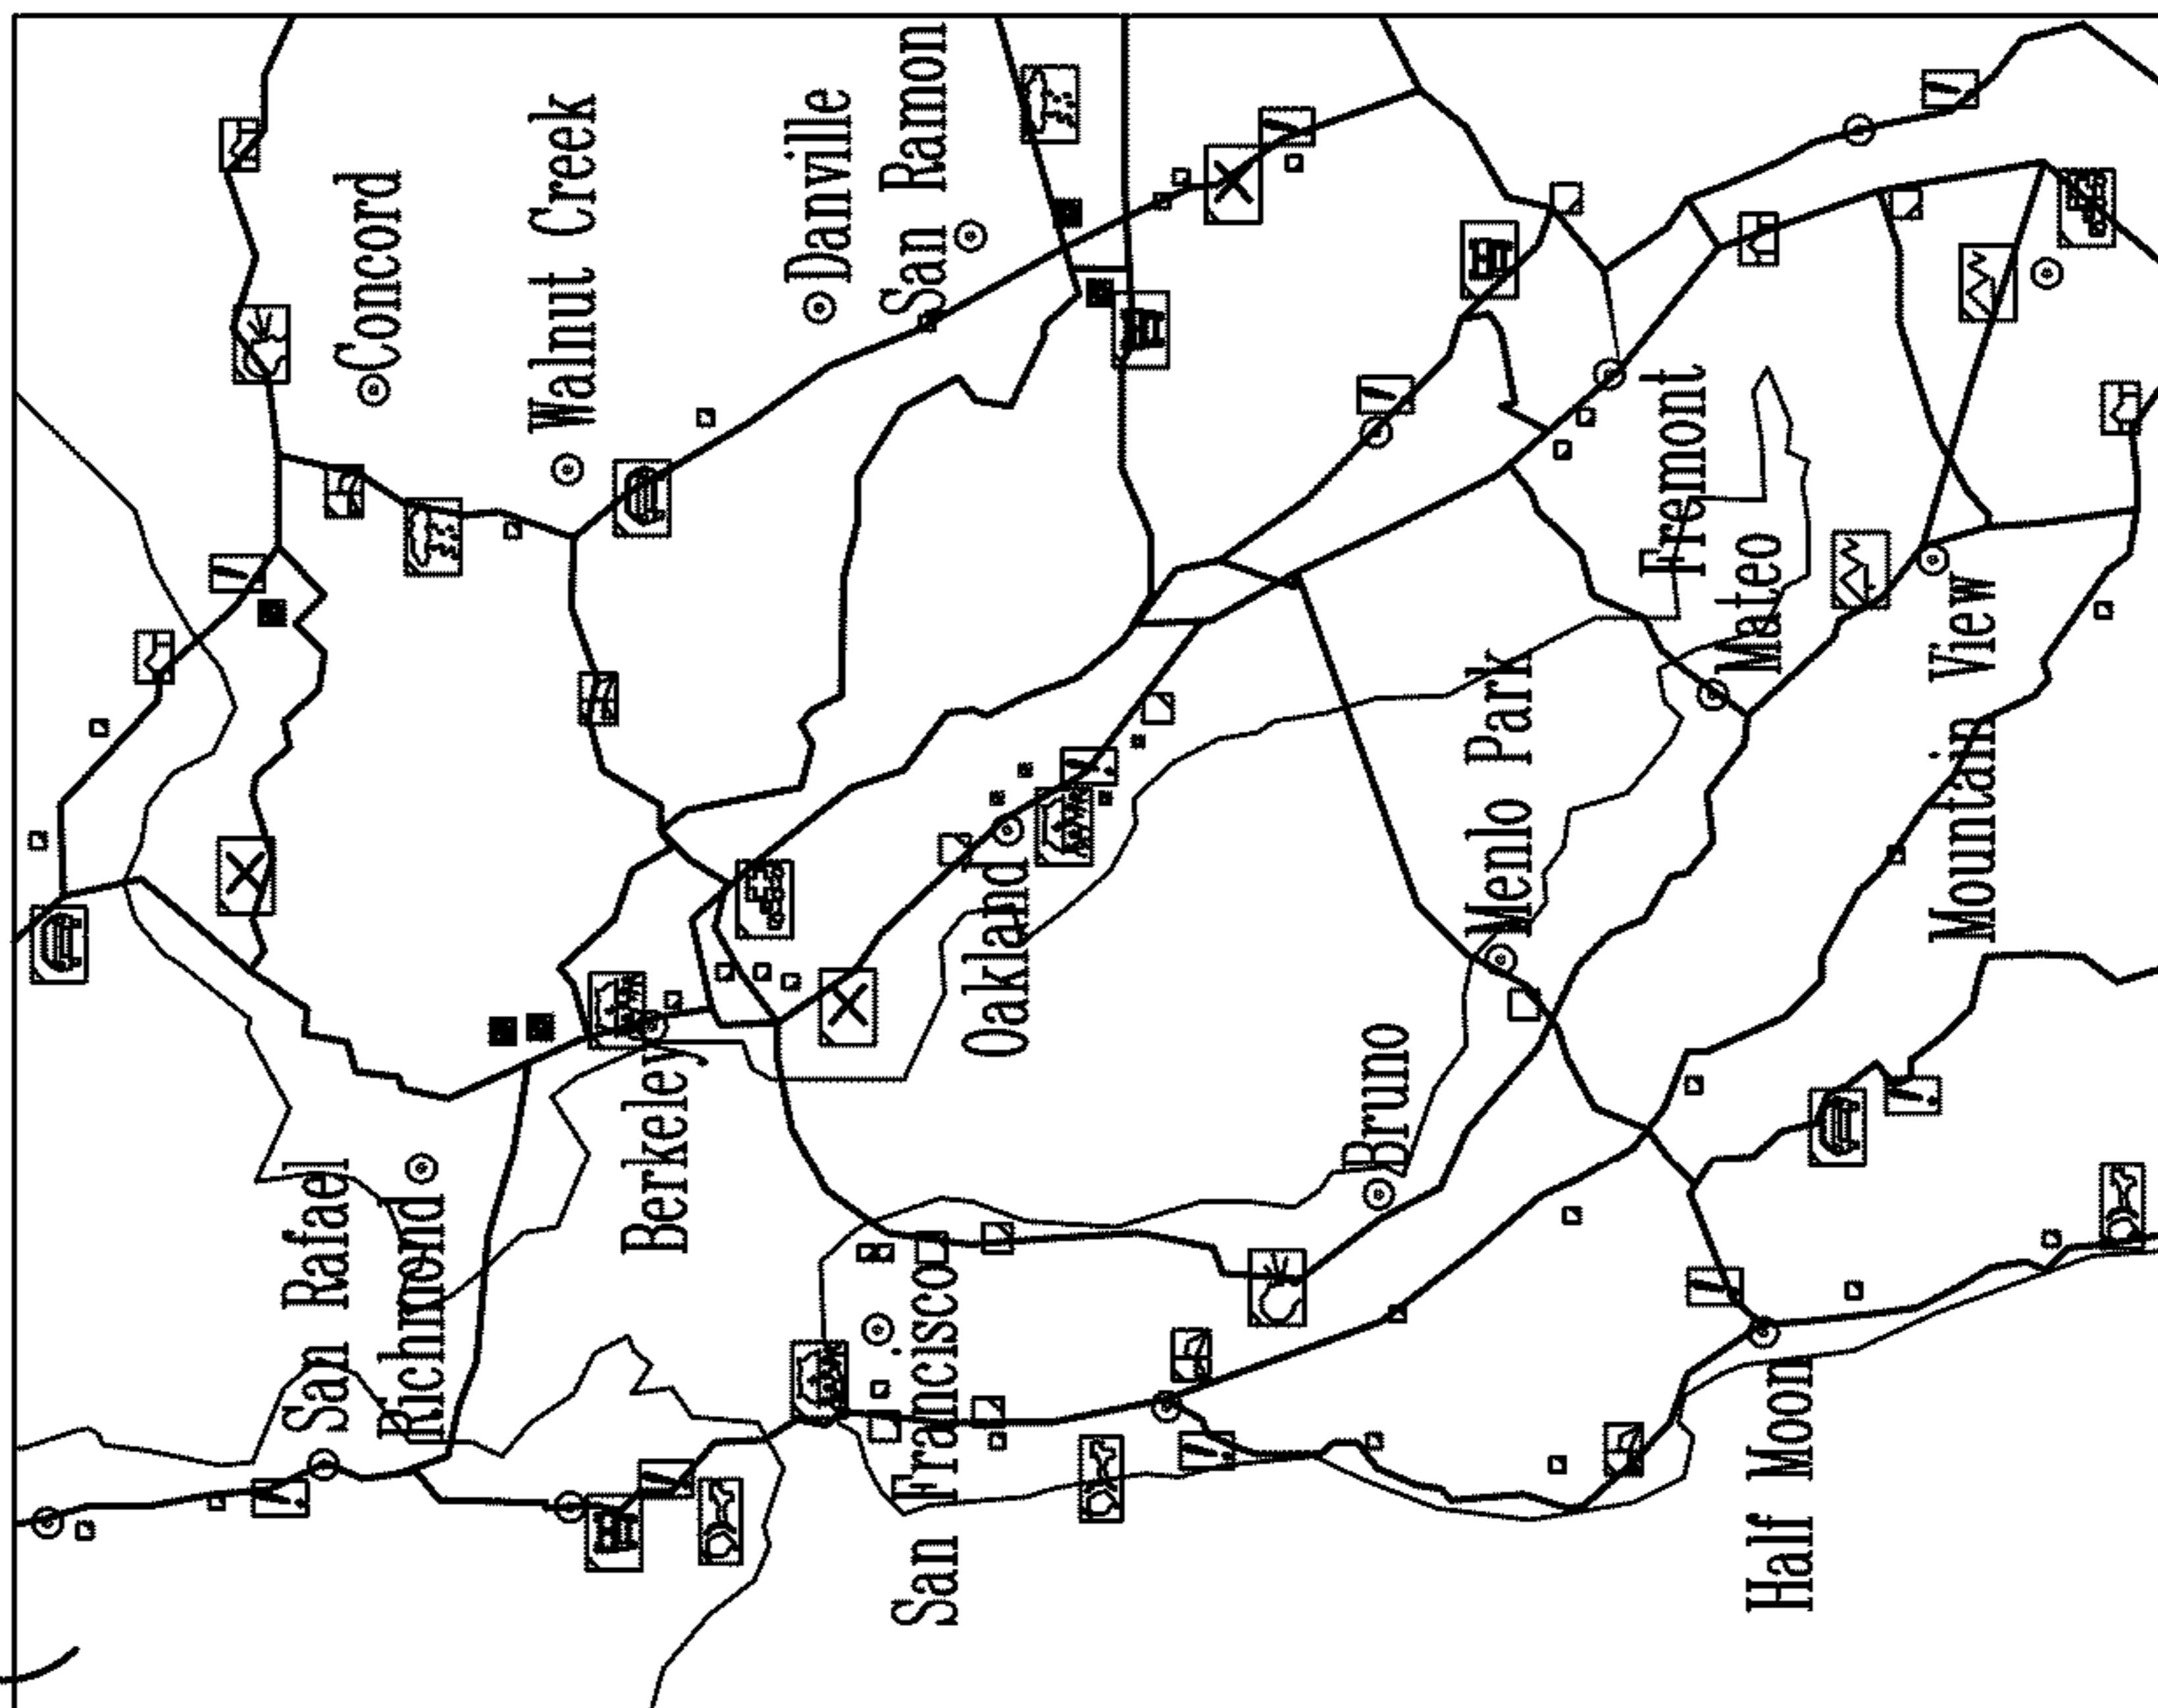 Concord
Walnut Creek
Danville
San Ramon
San Rafael
Richmond
Berkeley
Oakland
San Francisco
Bruno
Menlo Park
Fremont
Mateo
Mountain View
Half Moon